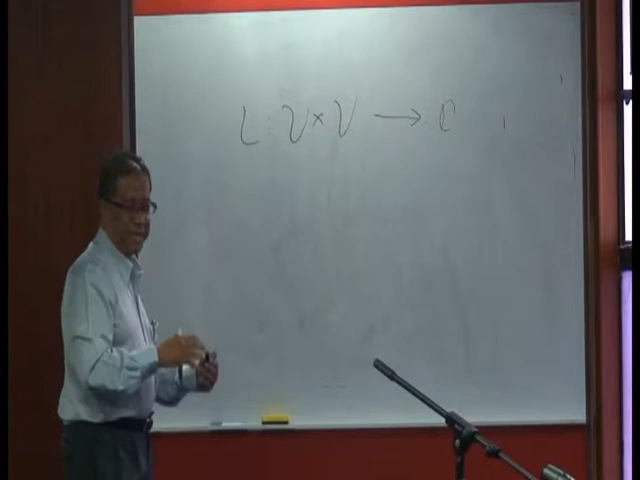 L : V × V → ℂ